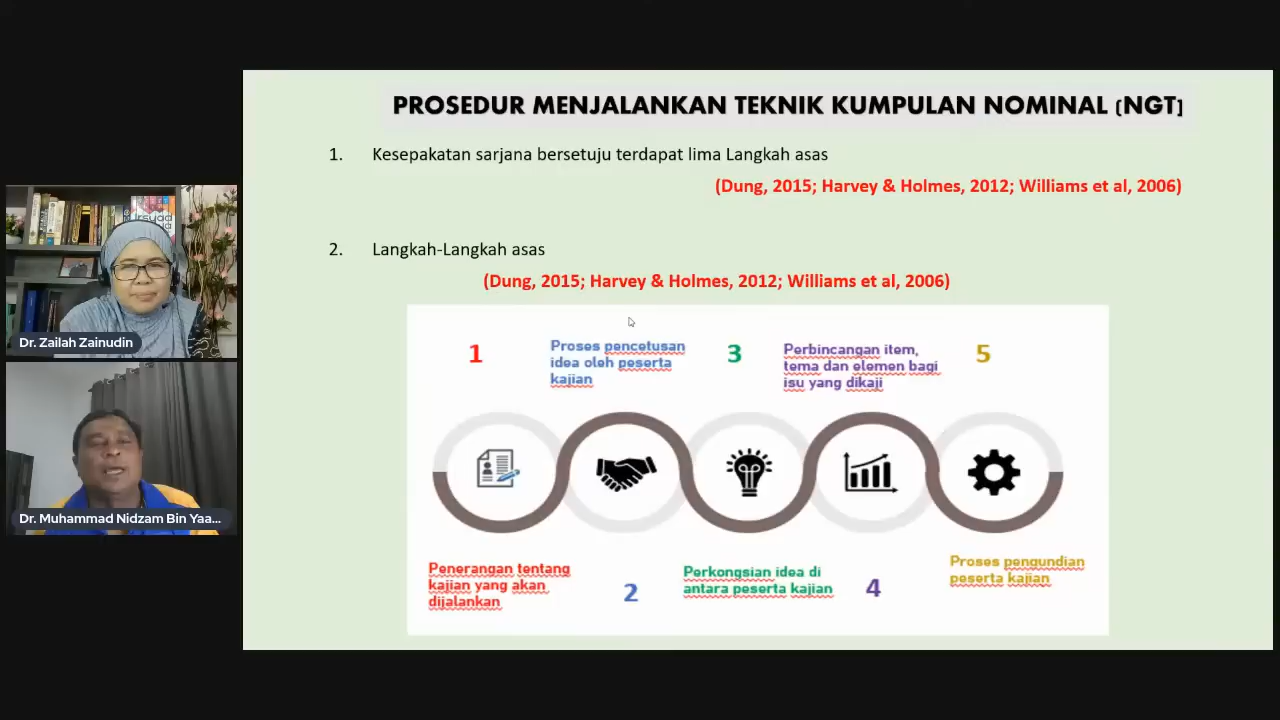 PROSEDUR MENJALANKAN TEKNIK KUMPULAN NOMINAL (NGT)
1. Kesepakatan sarjana bersetuju terdapat lima Langkah asas
(Dung, 2015; Harvey & Holmes, 2012; Williams et al, 2006)
2. Langkah-Langkah asas
(Dung, 2015; Harvey & Holmes, 2012; Williams et al, 2006)
1
Proses pencetusan
idea oleh peserta
kajian
3
Perbincangan item,
tema dan elemen bagi
isu yang dikaji
5
Penerangan tentang
kajian yang akan
dijalankan
2
Perkongsian idea di
antara peserta kajian
4
Proses pengundian
peserta kajian
Dr. Zailah Zainudin
Dr. Muhammad Nidzam Bin Yaa...